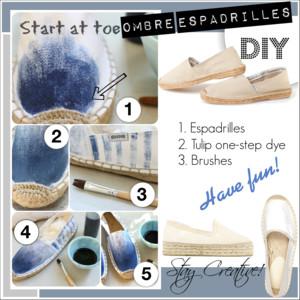 OMBRE ESPADRILLES
Start at toe
DIY
1
2
3
4
5
1. Espadrilles
2. Tulip one-step dye
3. Brushes
Have fun!
Stay Creative!